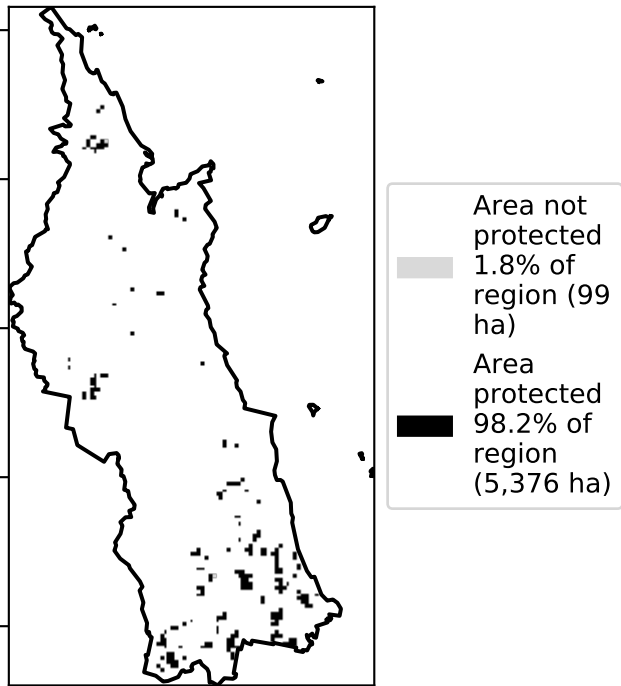 Area not
protected
1.8% of
region (99
ha)
Area
protected
98.2% of
region
(5,376 ha)